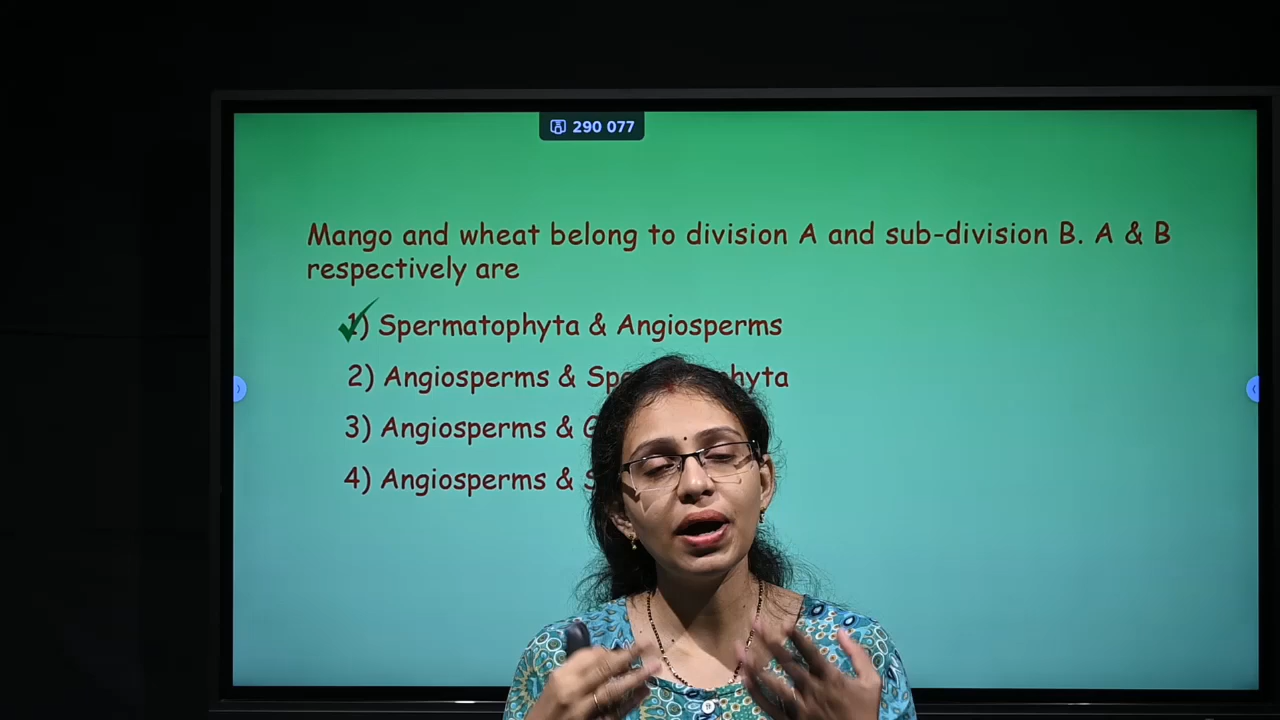 290 077
Mango and wheat belong to division A and sub-division B. A & B
respectively are
1) Spermatophyta & Angiosperms
2) Angiosperms &
3) Angiosperms &
4) Angiosperms &